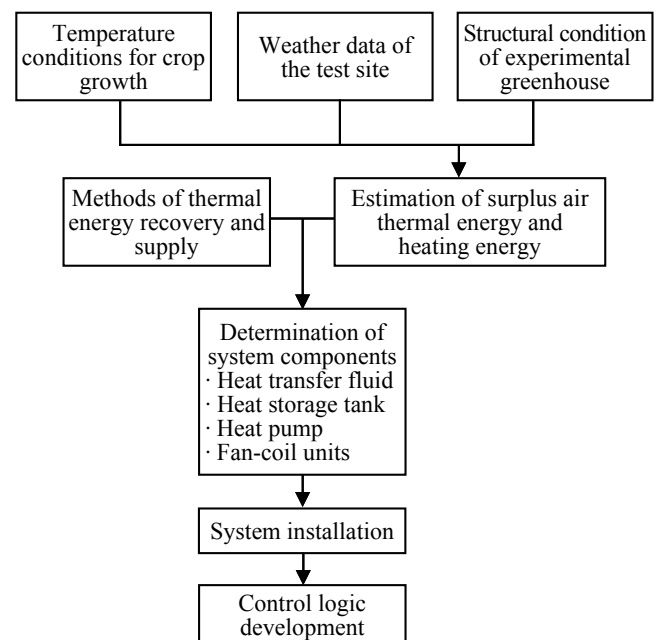 Temperature
conditions for crop
growth
Weather data of
the test site
Structural condition
of experimental
greenhouse
Methods of thermal
energy recovery and
supply
Estimation of surplus air
thermal energy and
heating energy
Determination of
system components
· Heat transfer fluid
· Heat storage tank
· Heat pump
· Fan-coil units
System installation
Control logic
development